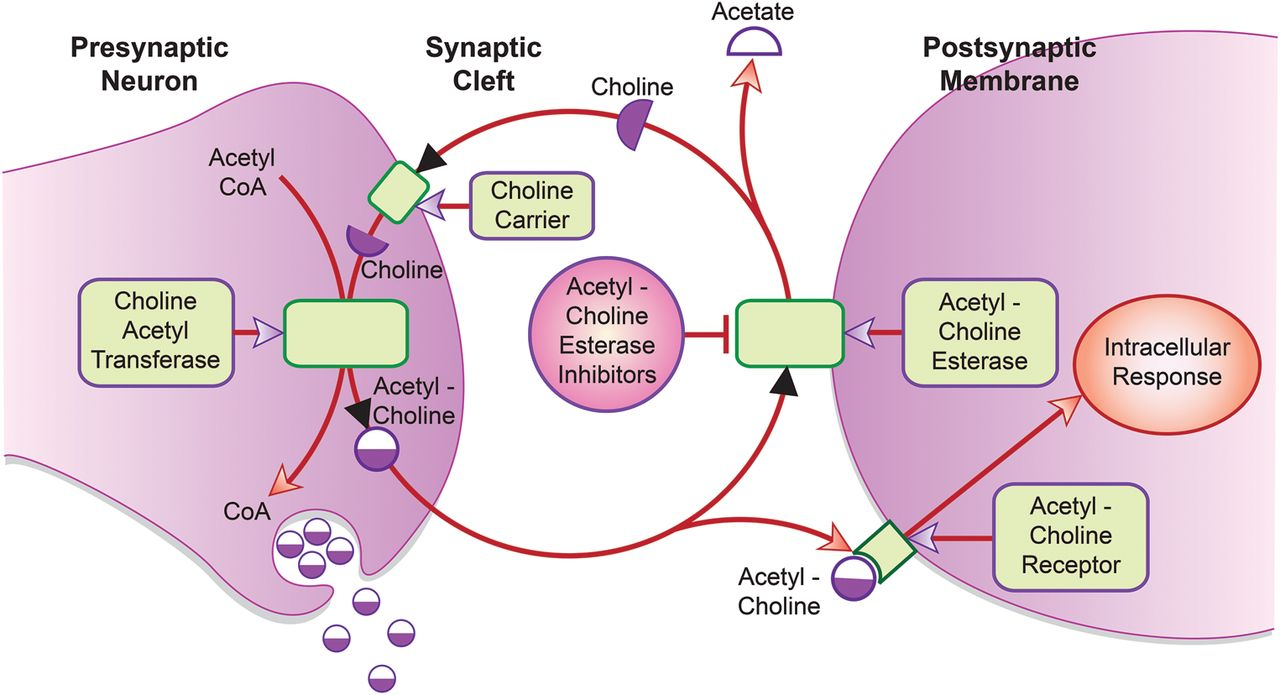 Acetate
Presynaptic
Neuron
Synaptic
Cleft
Postsynaptic
Membrane
Choline
Acetyl
CoA
Choline
Carrier
Choline
Choline
Acetyl
Transferase
Acetyl -
Choline
Esterase
Inhibitors
Acetyl -
Choline
Esterase
Intracellular
Response
Acetyl -
Choline
CoA
Acetyl -
Choline
Receptor
Acetyl -
Choline